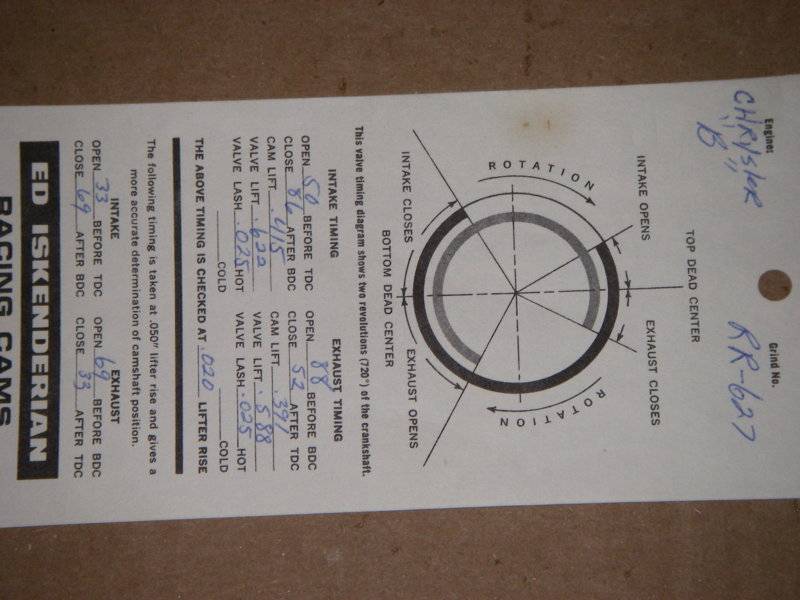 Engine: CHRYSLER "B"
Grind No. RR-627
TOP DEAD CENTER
INTAKE OPENS
EXHAUST CLOSES
ROTATION
ROTATION
INTAKE CLOSES
EXHAUST OPENS
BOTTOM DEAD CENTER
This valve timing diagram shows two revolutions (720°) of the crankshaft.
INTAKE TIMING
OPEN 50 BEFORE TDC
CLOSE 86 AFTER BDC
CAM LIFT .415
VALVE LIFT .622
VALVE LASH .025 HOT
COLD
EXHAUST TIMING
OPEN 88 BEFORE BDC
CLOSE 52 AFTER TDC
CAM LIFT .391
VALVE LIFT .588
VALVE LASH .025 HOT
COLD
THE ABOVE TIMING IS CHECKED AT .020 LIFTER RISE
The following timing is taken at .050" lifter rise and gives a
more accurate determination of camshaft position.
INTAKE
OPEN 33 BEFORE TDC
CLOSE 69 AFTER BDC
EXHAUST
OPEN 69 BEFORE BDC
CLOSE 33 AFTER TDC
ED ISKENDERIAN
RACING CAMS